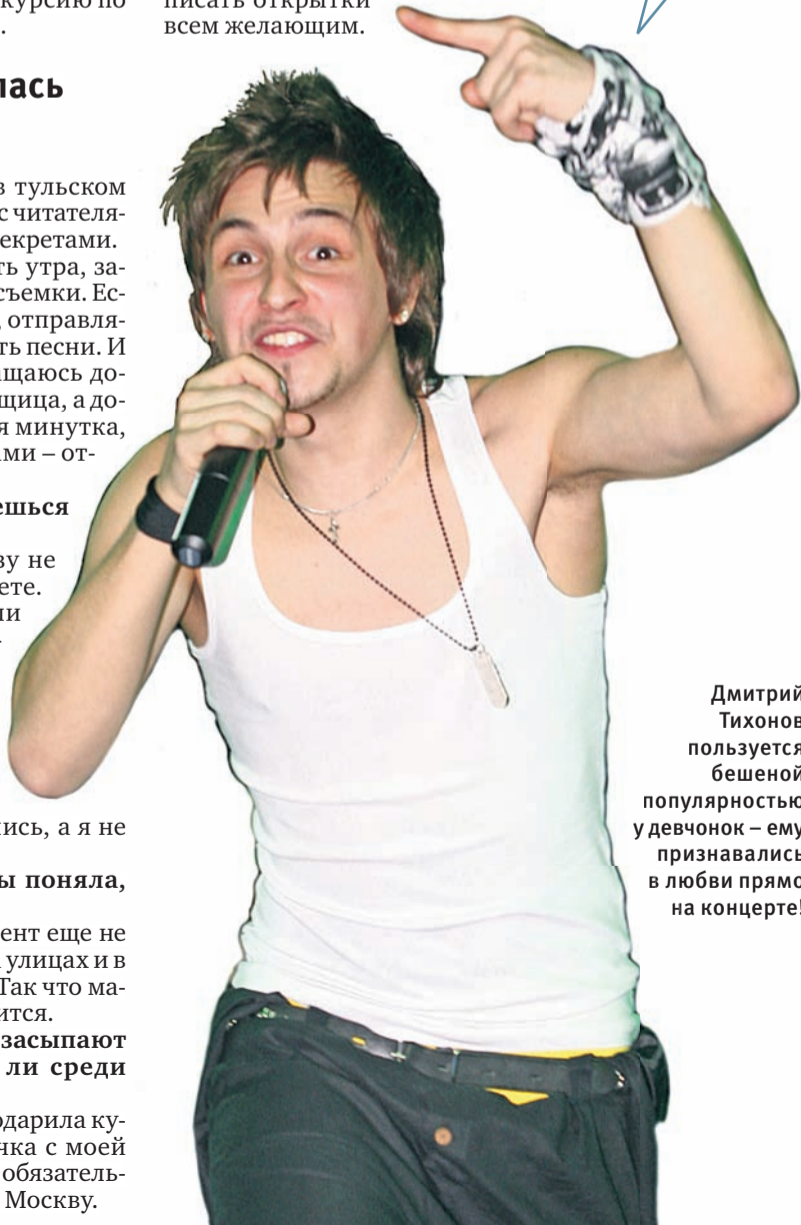 курсию по
.
писать открытки
всем желающим.
лась
в тульском
с читателя-
екретами.
ть утра, за-
съемки. Ес-
, отправля-
ть песни. И
ащаюсь до-
щица, а до-
я минутка,
ами – от-
ешься
ву не
ете.
ли
-
ись, а я не
ы поняла,
ент еще не
улицах и в
Так что ма-
ится.
засыпают
ли среди
одарила ку-
чка с моей
обязатель-
Москву.
Дмитрий
Тихонов
пользуется
бешеной
популярностью
у девчонок – ему
признавались
в любви прямо
на концерте!